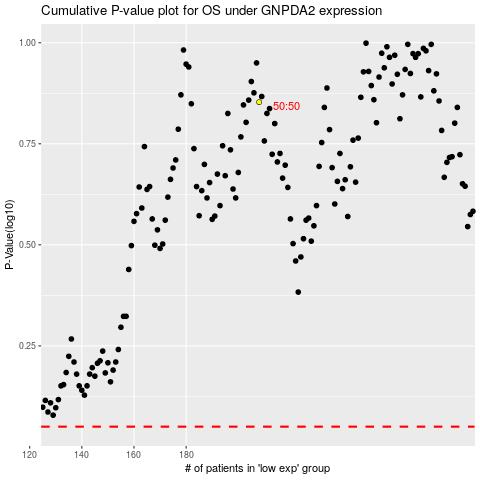 Cumulative P-value plot for OS under GNPDA2 expression
P-Value(log10)
1.00
0.75
0.50
0.25
50:50
120 140 160 180
# of patients in 'low exp' group